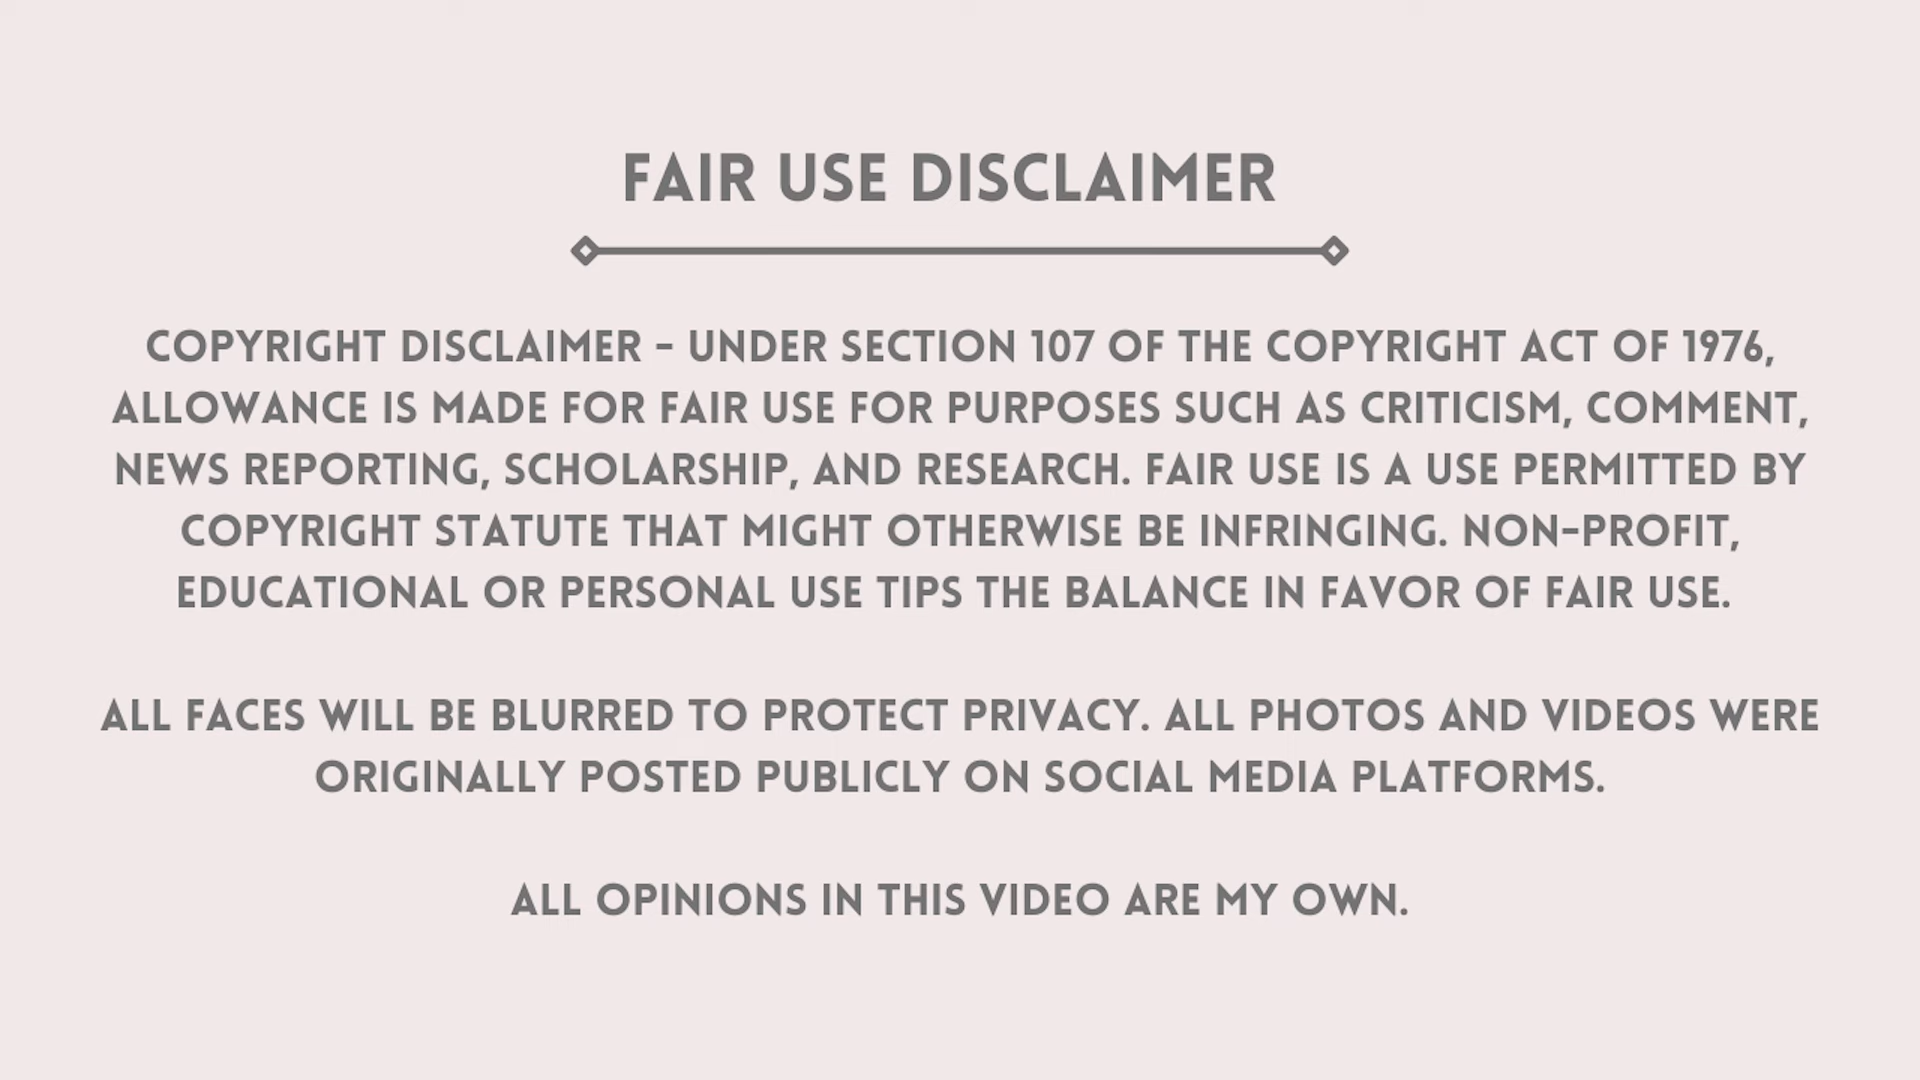 FAIR USE DISCLAIMER
COPYRIGHT DISCLAIMER - UNDER SECTION 107 OF THE COPYRIGHT ACT OF 1976,
ALLOWANCE IS MADE FOR FAIR USE FOR PURPOSES SUCH AS CRITICISM, COMMENT,
NEWS REPORTING, SCHOLARSHIP, AND RESEARCH. FAIR USE IS A USE PERMITTED BY
COPYRIGHT STATUTE THAT MIGHT OTHERWISE BE INFRINGING. NON-PROFIT,
EDUCATIONAL OR PERSONAL USE TIPS THE BALANCE IN FAVOR OF FAIR USE.
ALL FACES WILL BE BLURRED TO PROTECT PRIVACY. ALL PHOTOS AND VIDEOS WERE
ORIGINALLY POSTED PUBLICLY ON SOCIAL MEDIA PLATFORMS.
ALL OPINIONS IN THIS VIDEO ARE MY OWN.